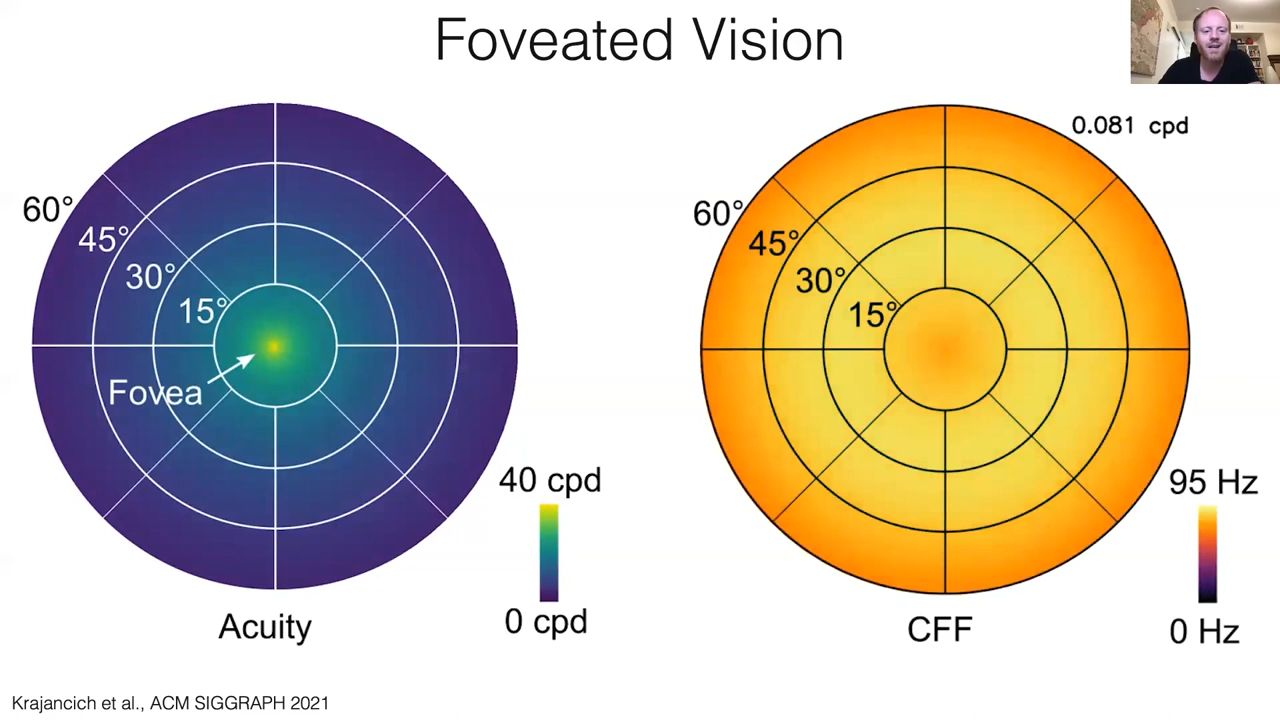 Foveated Vision
60°
45°
30°
15°
Fovea
40 cpd
0 cpd
Acuity
0.081 cpd
60°
45°
30°
15°
95 Hz
0 Hz
CFF
Krajancich et al., ACM SIGGRAPH 2021